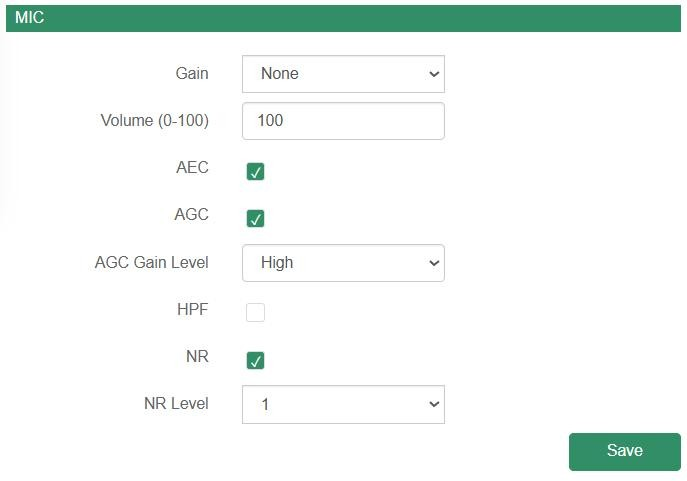 MIC
Gain None
Volume (0-100) 100
AEC
AGC
AGC Gain Level High
HPF
NR
NR Level 1
Save